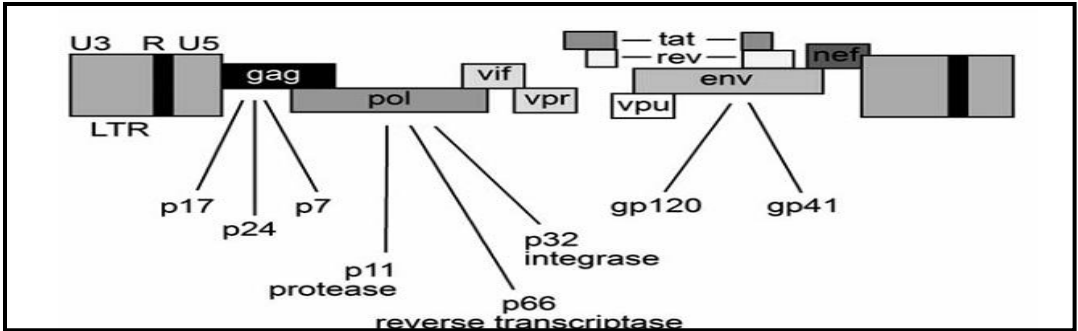 U3 R U5
gag
pol
vif
vpr
tat
rev
env
vpu
nef
LTR
p17
p24
p7
p11
protease
p66
reverse transcriptase
p32
integrase
gp120
gp41